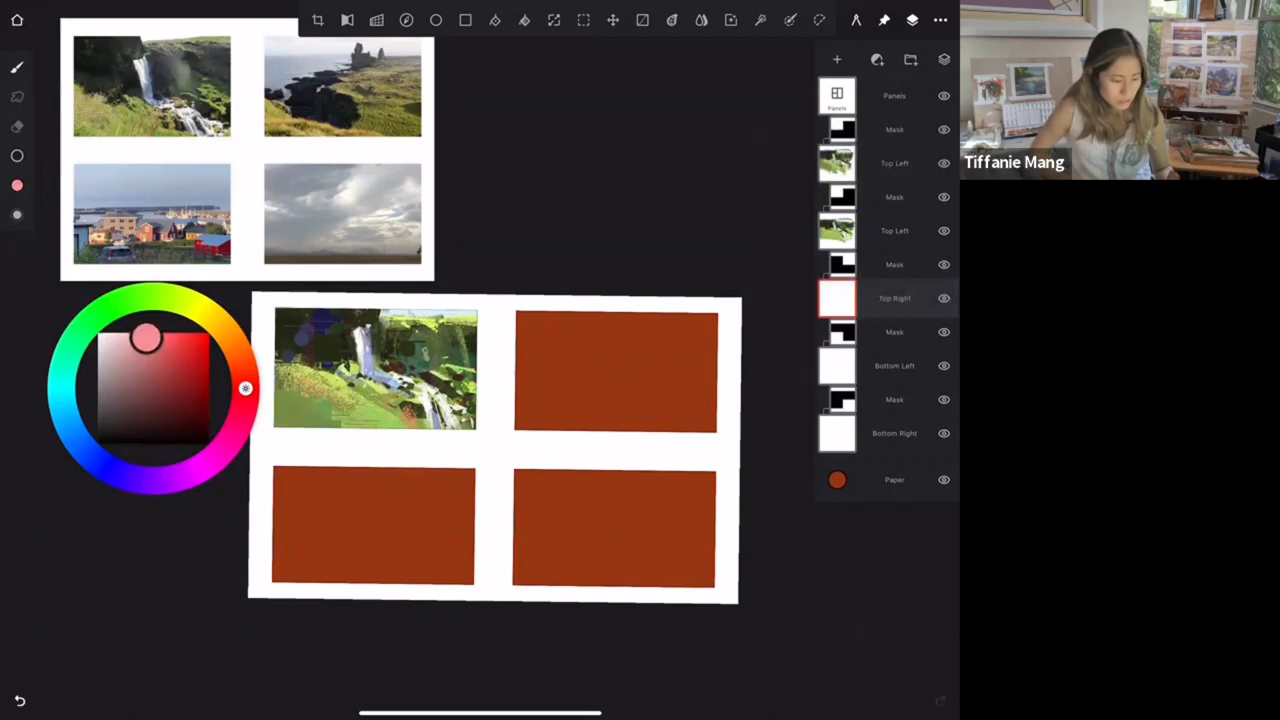 Panels
Panels
Mask
Top Left
Mask
Top Left
Mask
Top Right
Mask
Bottom Left
Mask
Bottom Right
Paper
Tiffanie Mang